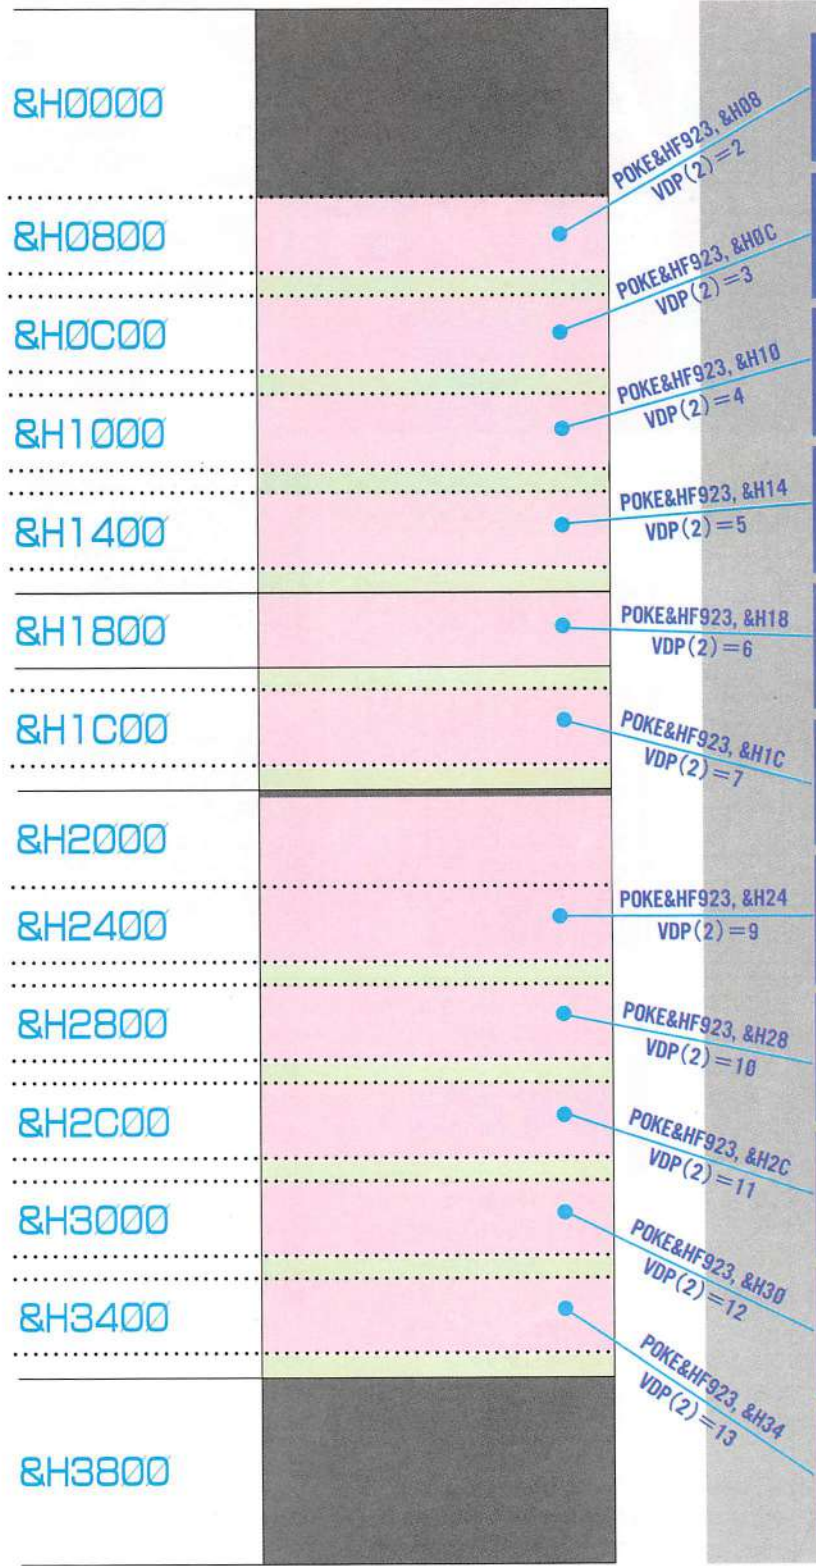 &H0000
POKE&HF923, &H08
VDP(2)=2
&H0800
POKE&HF923, &H0C
VDP(2)=3
&H0C00
POKE&HF923, &H10
VDP(2)=4
&H1000
POKE&HF923, &H14
VDP(2)=5
&H1400
POKE&HF923, &H18
VDP(2)=6
&H1800
POKE&HF923, &H1C
VDP(2)=7
&H1C00
&H2000
POKE&HF923, &H24
VDP(2)=9
&H2400
POKE&HF923, &H28
VDP(2)=10
&H2800
POKE&HF923, &H2C
VDP(2)=11
&H2C00
POKE&HF923, &H30
VDP(2)=12
&H3000
POKE&HF923, &H34
VDP(2)=13
&H3400
&H3800